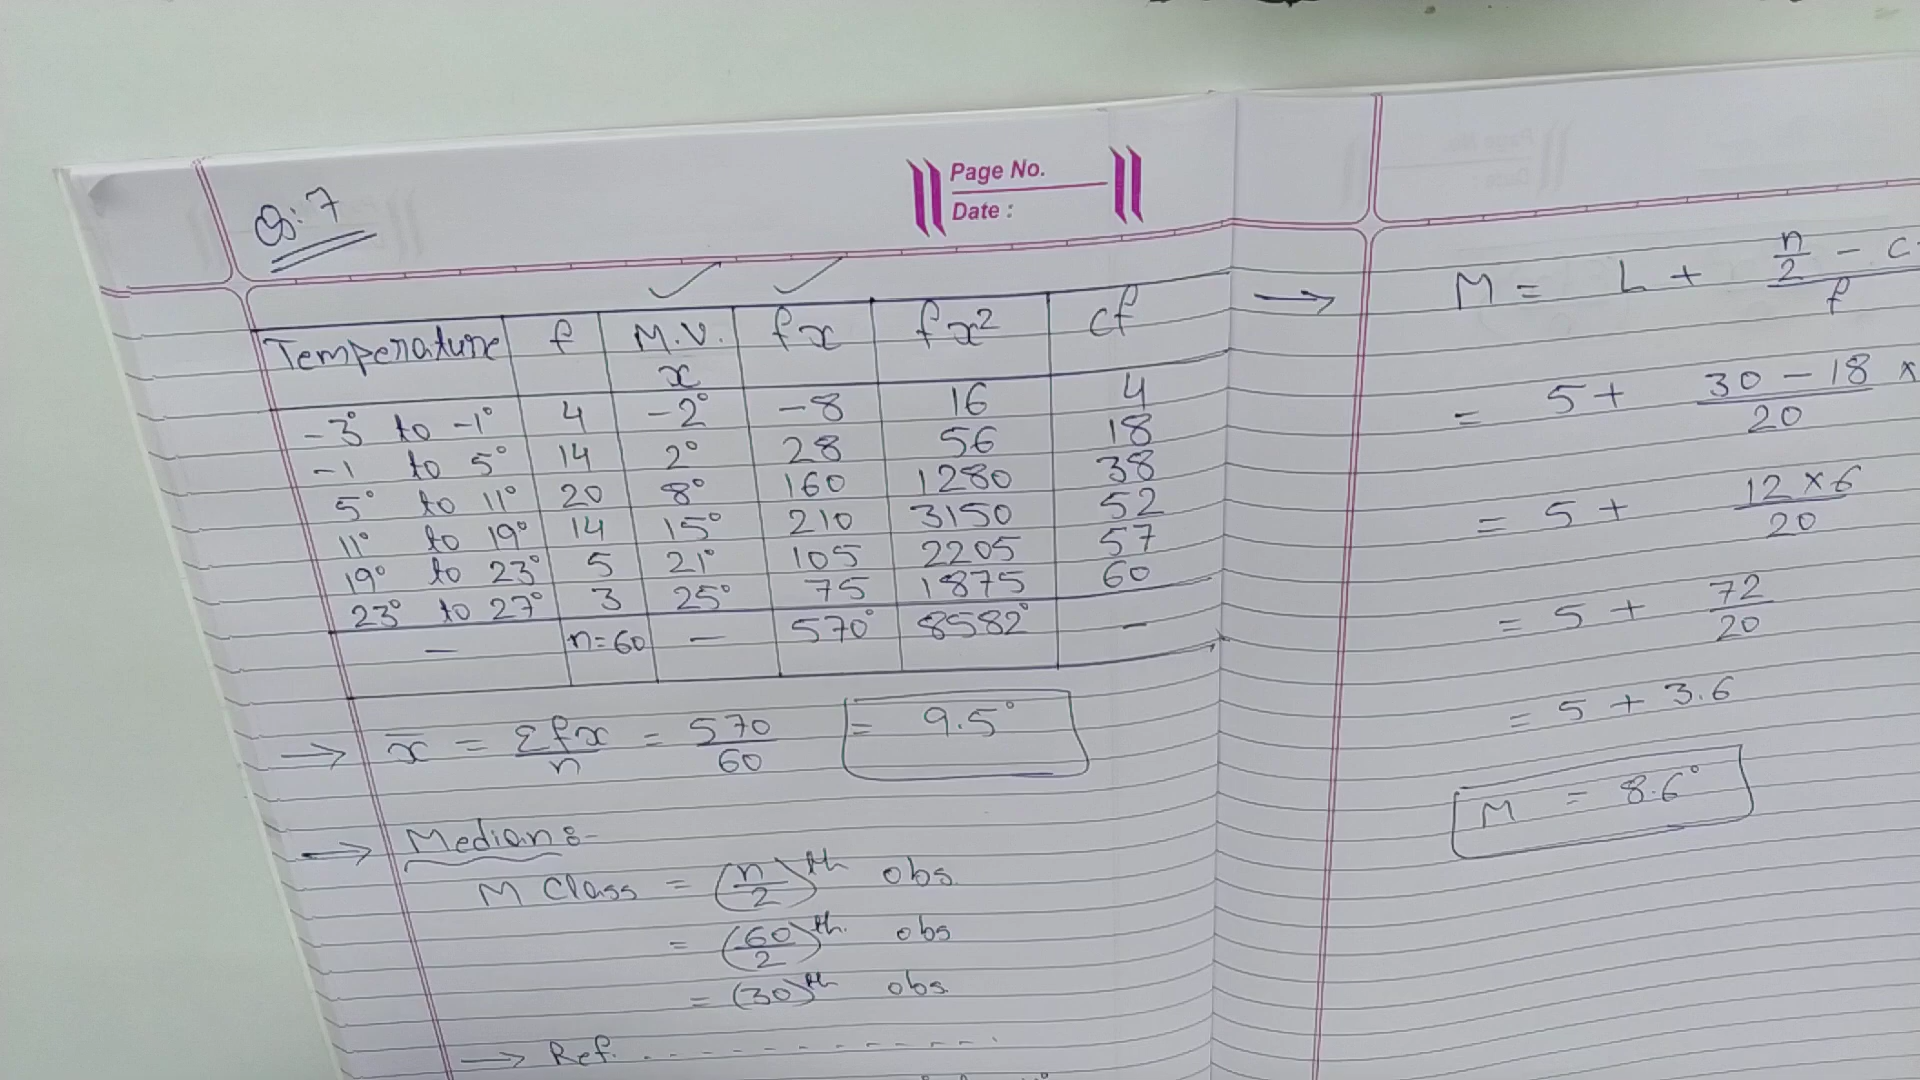 Q:7
Page No.
Date :
Temperature f M.V. x fx fx² cf
-3° to -1° 4 -2° -8 16 4
-1 to 5° 14 2° 28 56 18
5° to 11° 20 8° 160 1280 38
11° to 19° 14 15° 210 3150 52
19° to 23° 5 21° 105 2205 57
23° to 27° 3 25° 75 1875 60
— n=60 — 570° 8582° —
→ x̄ = Σfx/n = 570/60 = 9.5°
→ Median :-
M Class = (n/2)th obs.
= (60/2)th. obs
= (30)th obs.
→ Ref. - - - - - - - - - - - - -
→ M = L + n/2 - c / f
= 5 + 30 - 18 / 20 ×
= 5 + 12 × 6 / 20
= 5 + 72/20
= 5 + 3.6
M = 8.6°